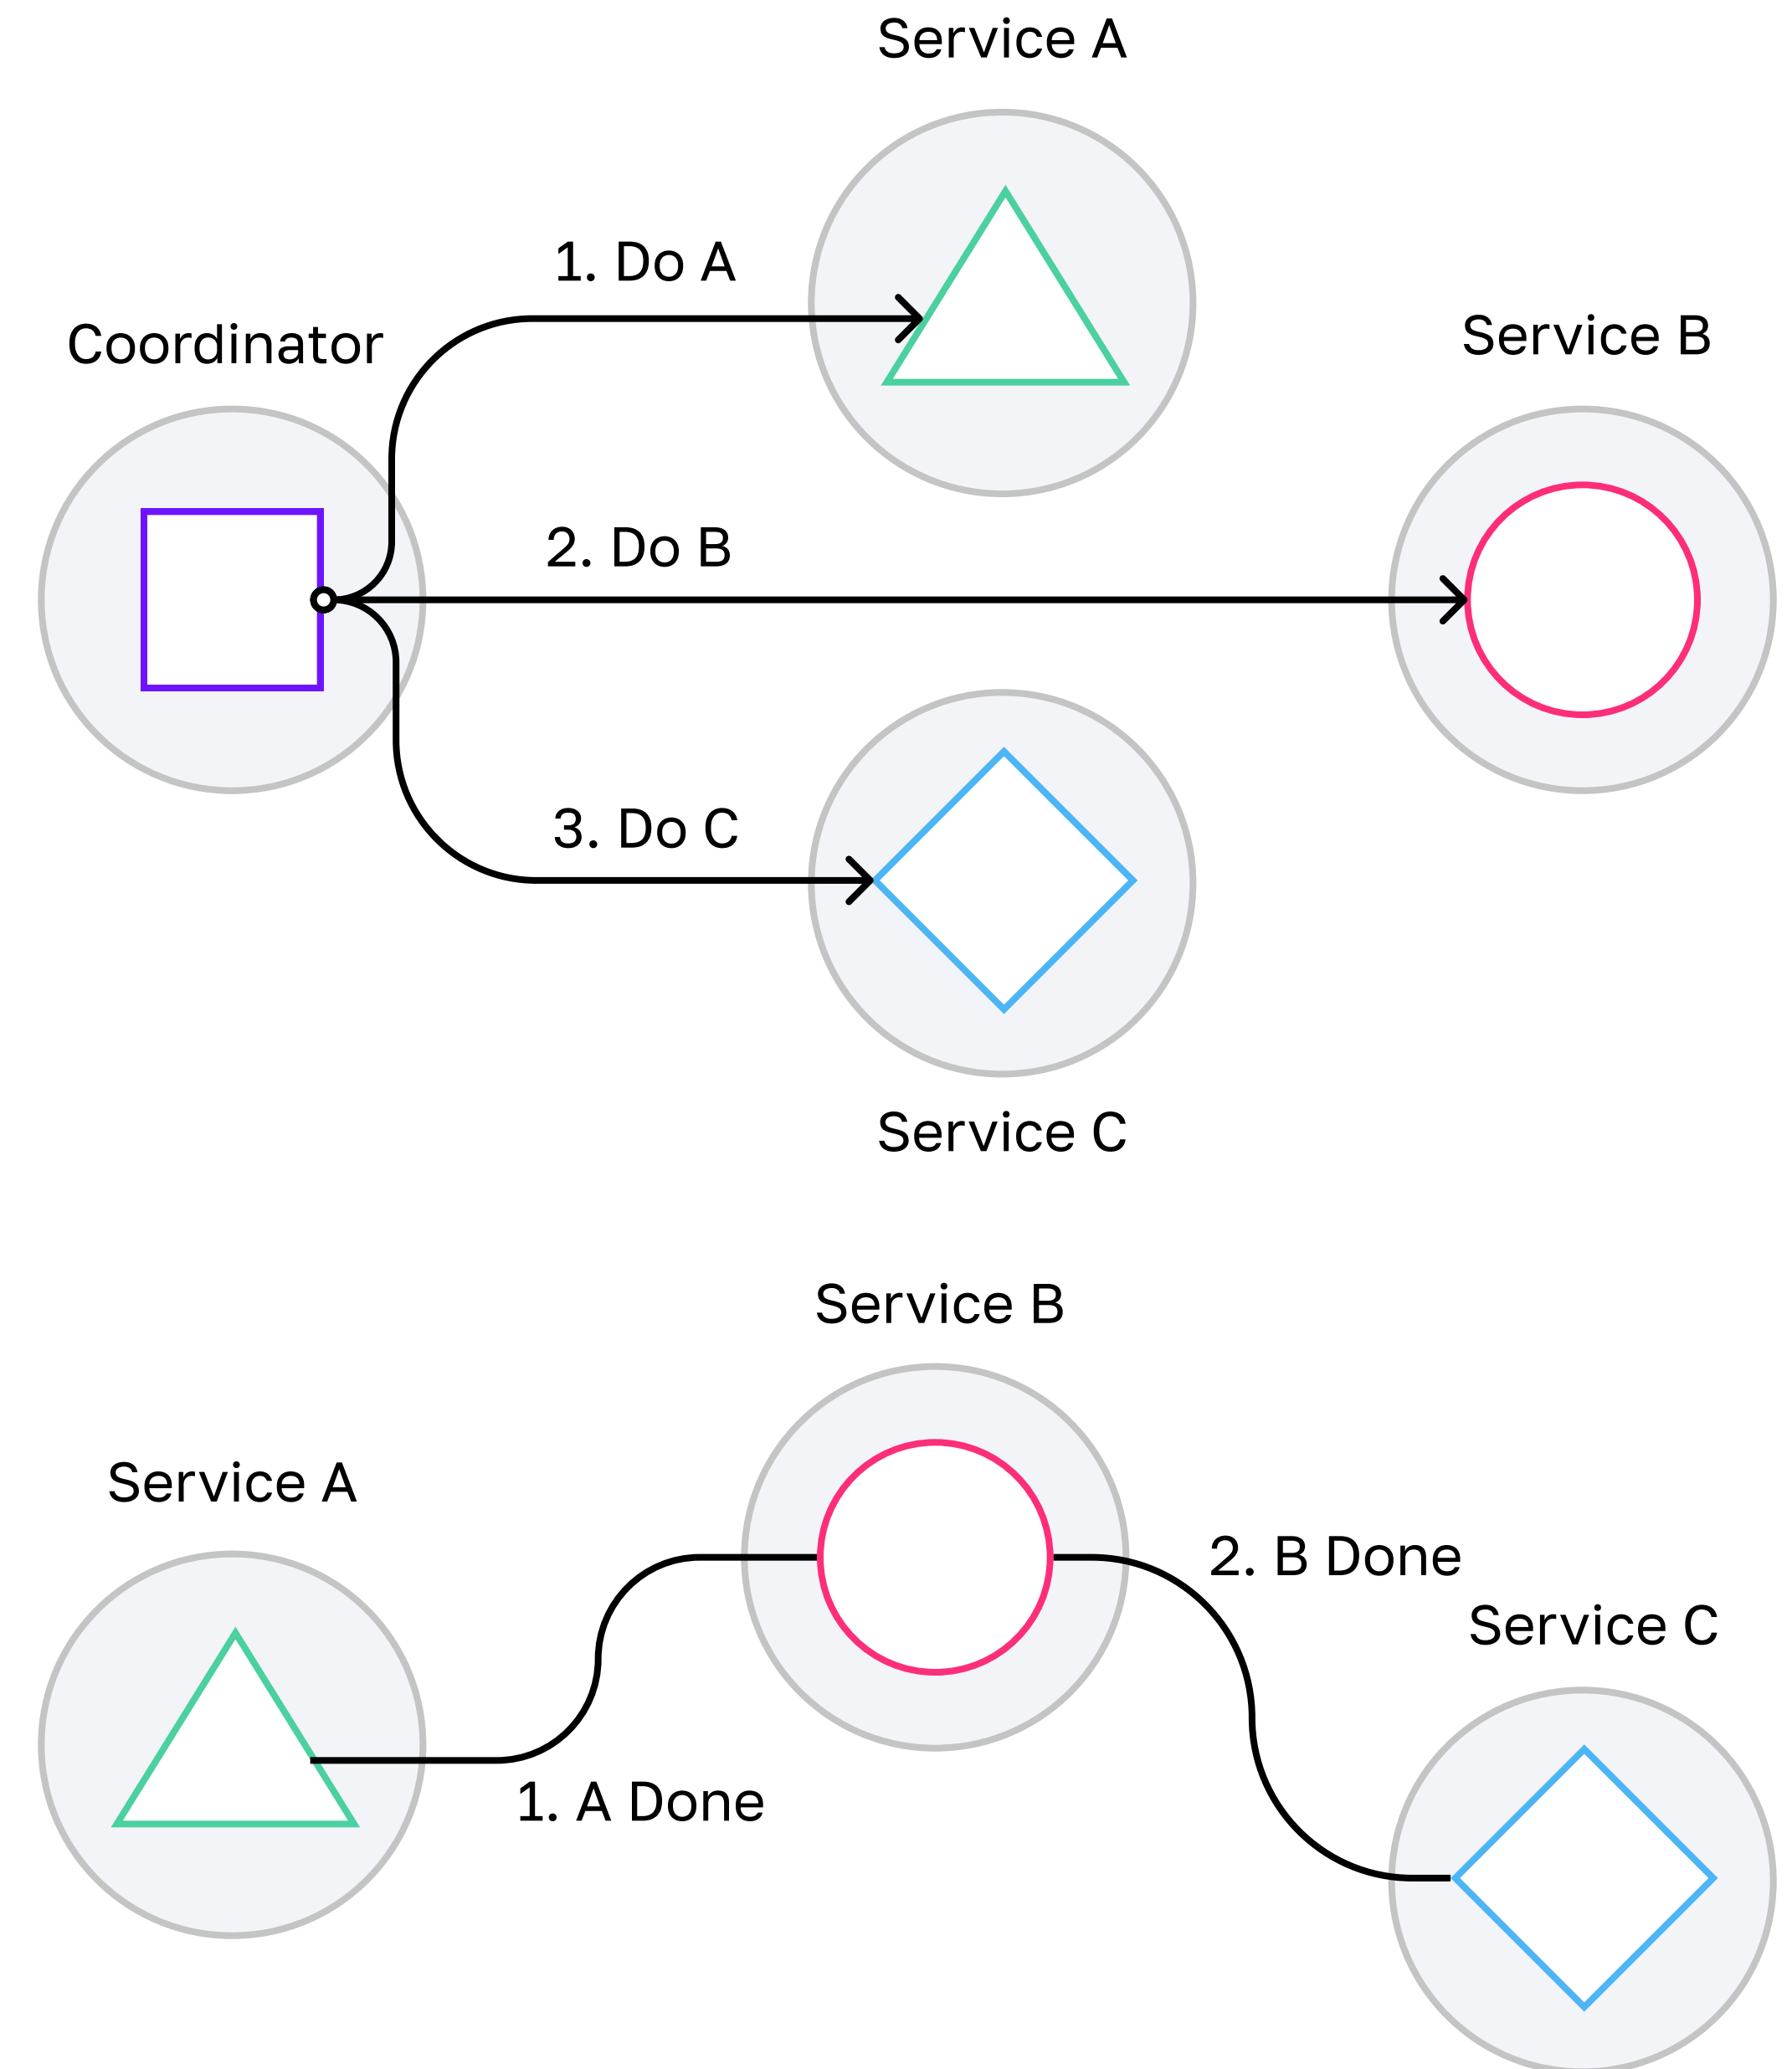 Service A
1. Do A
Coordinator
Service B
2. Do B
3. Do C
Service C
Service B
Service A
2. B Done
Service C
1. A Done